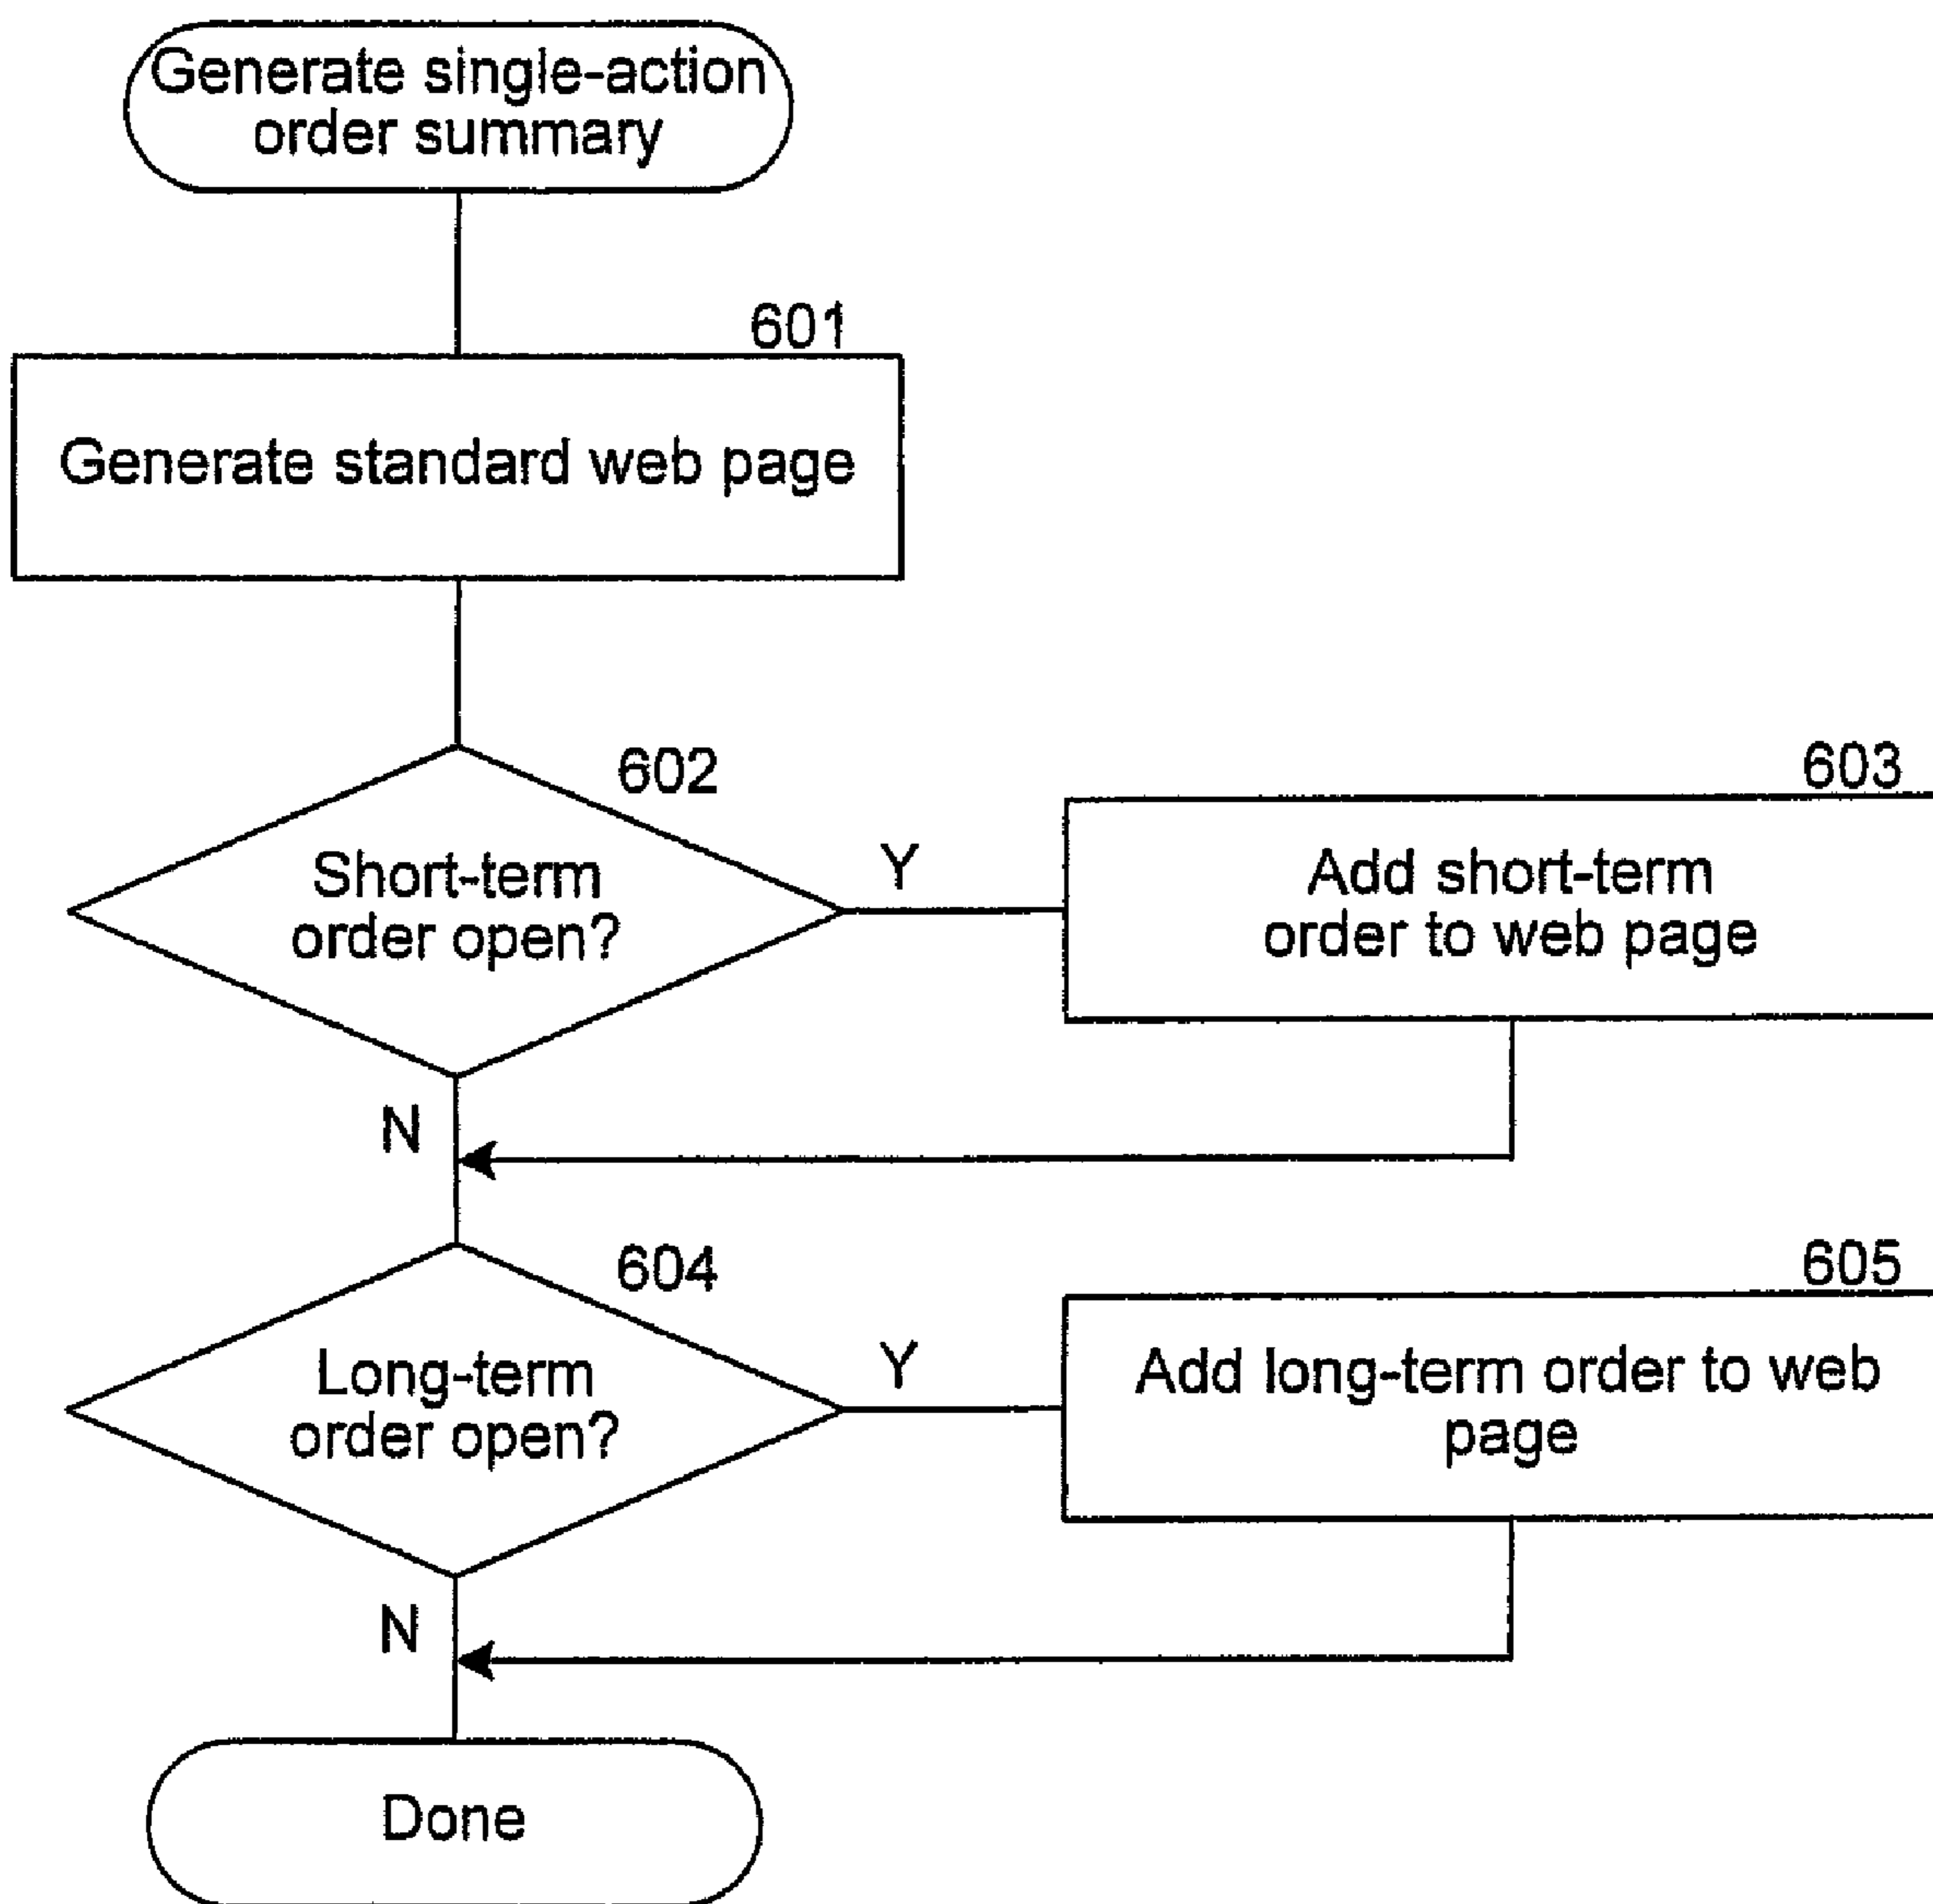 Generate single-action
order summary
601
Generate standard web page
602
Short-term
order open?
Y
603
Add short-term
order to web page
N
604
Long-term
order open?
Y
605
Add long-term order to web
page
N
Done